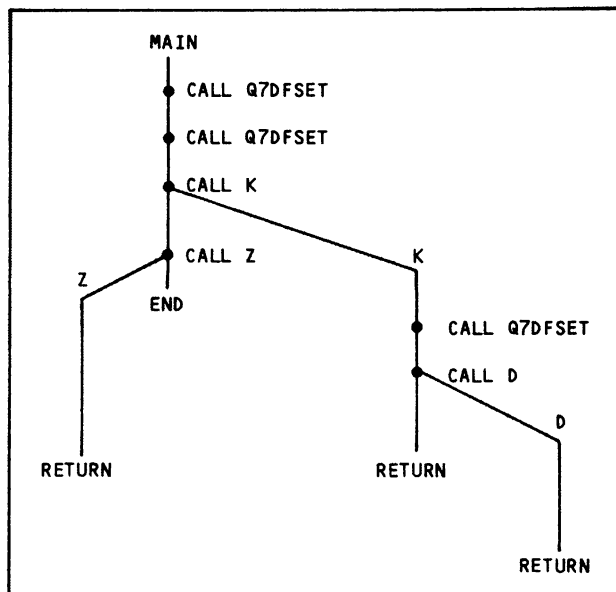 MAIN
CALL Q7DFSET
CALL Q7DFSET
CALL K
CALL Z
K
Z
END
CALL Q7DFSET
CALL D
D
RETURN
RETURN
RETURN